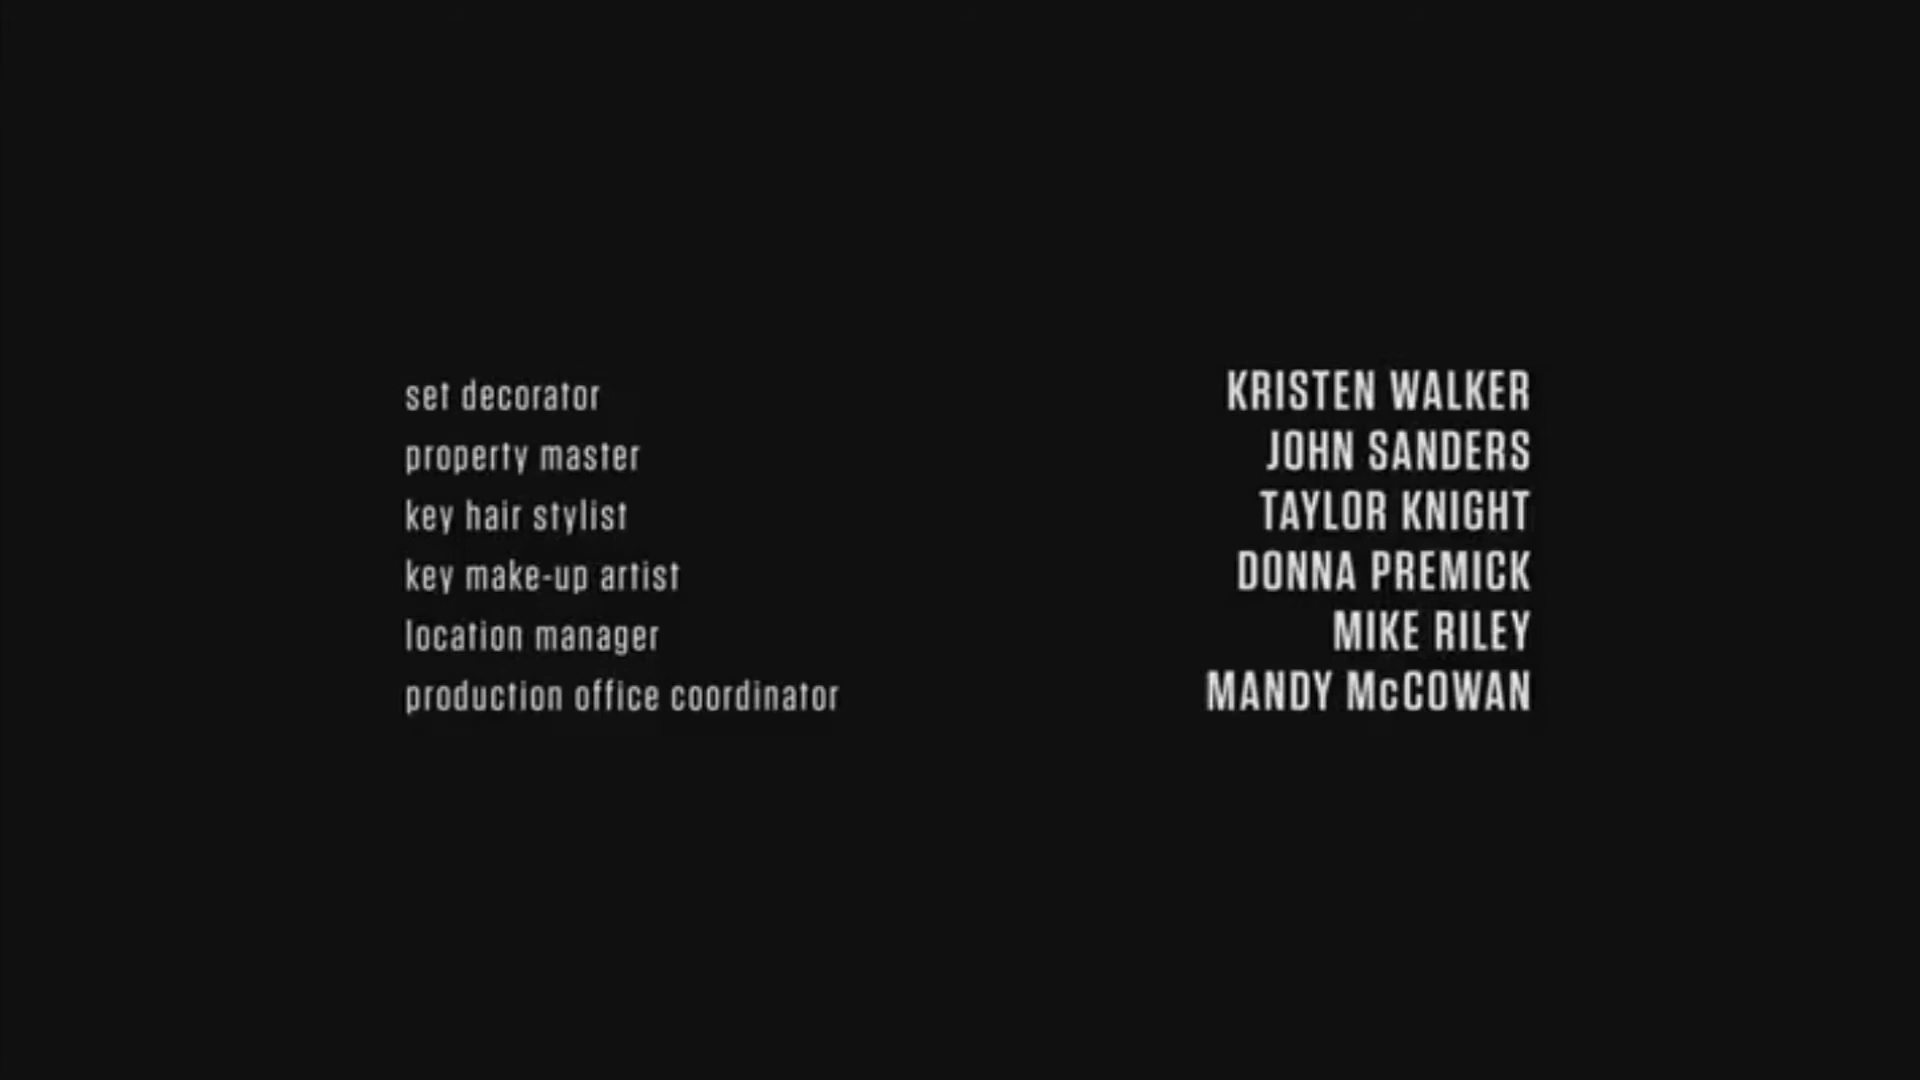 set decorator KRISTEN WALKER
property master JOHN SANDERS
key hair stylist TAYLOR KNIGHT
key make-up artist DONNA PREMICK
location manager MIKE RILEY
production office coordinator MANDY McCOWAN